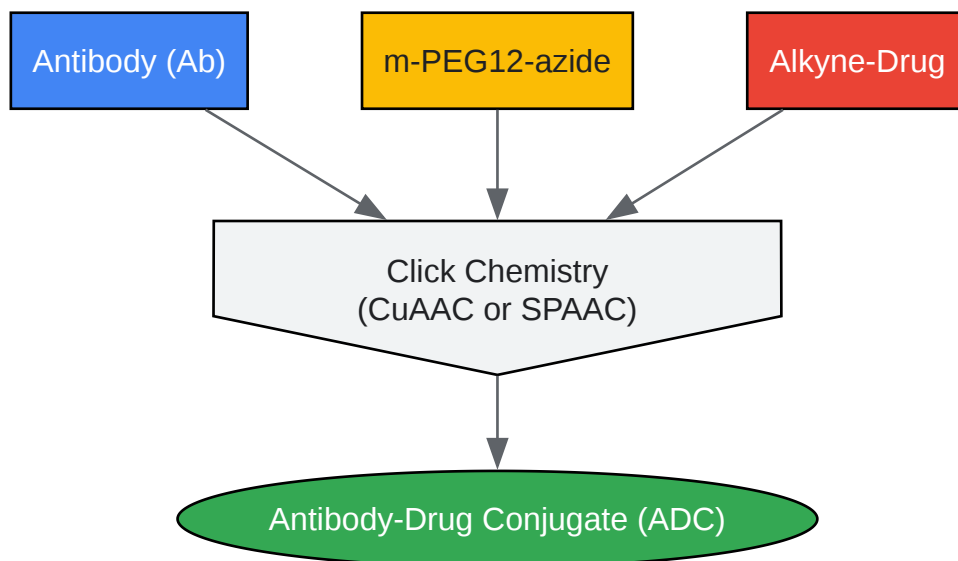 Antibody (Ab)
m-PEG12-azide
Alkyne-Drug
Click Chemistry
(CuAAC or SPAAC)
Antibody-Drug Conjugate (ADC)